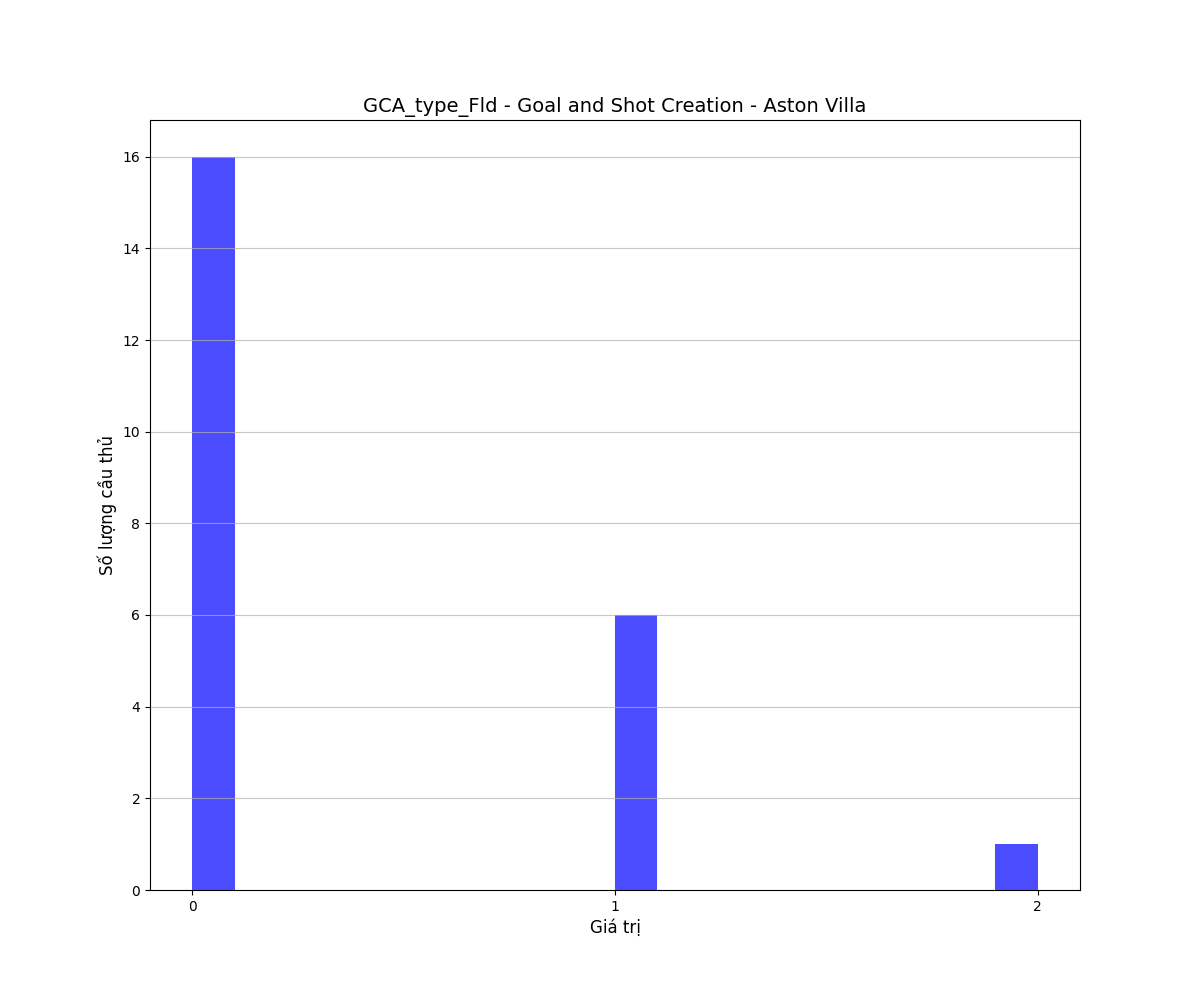 GCA_type_Fld - Goal and Shot Creation - Aston Villa
16
14
12
10
8
6
4
2
0
Số lượng cầu thủ
0 1 2
Giá trị